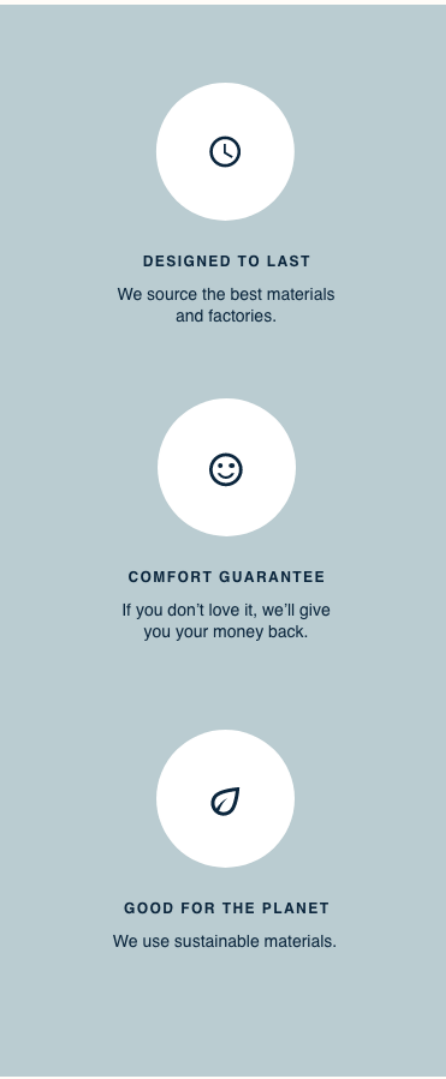 DESIGNED TO LAST
We source the best materials
and factories.
COMFORT GUARANTEE
If you don’t love it, we’ll give
you your money back.
GOOD FOR THE PLANET
We use sustainable materials.